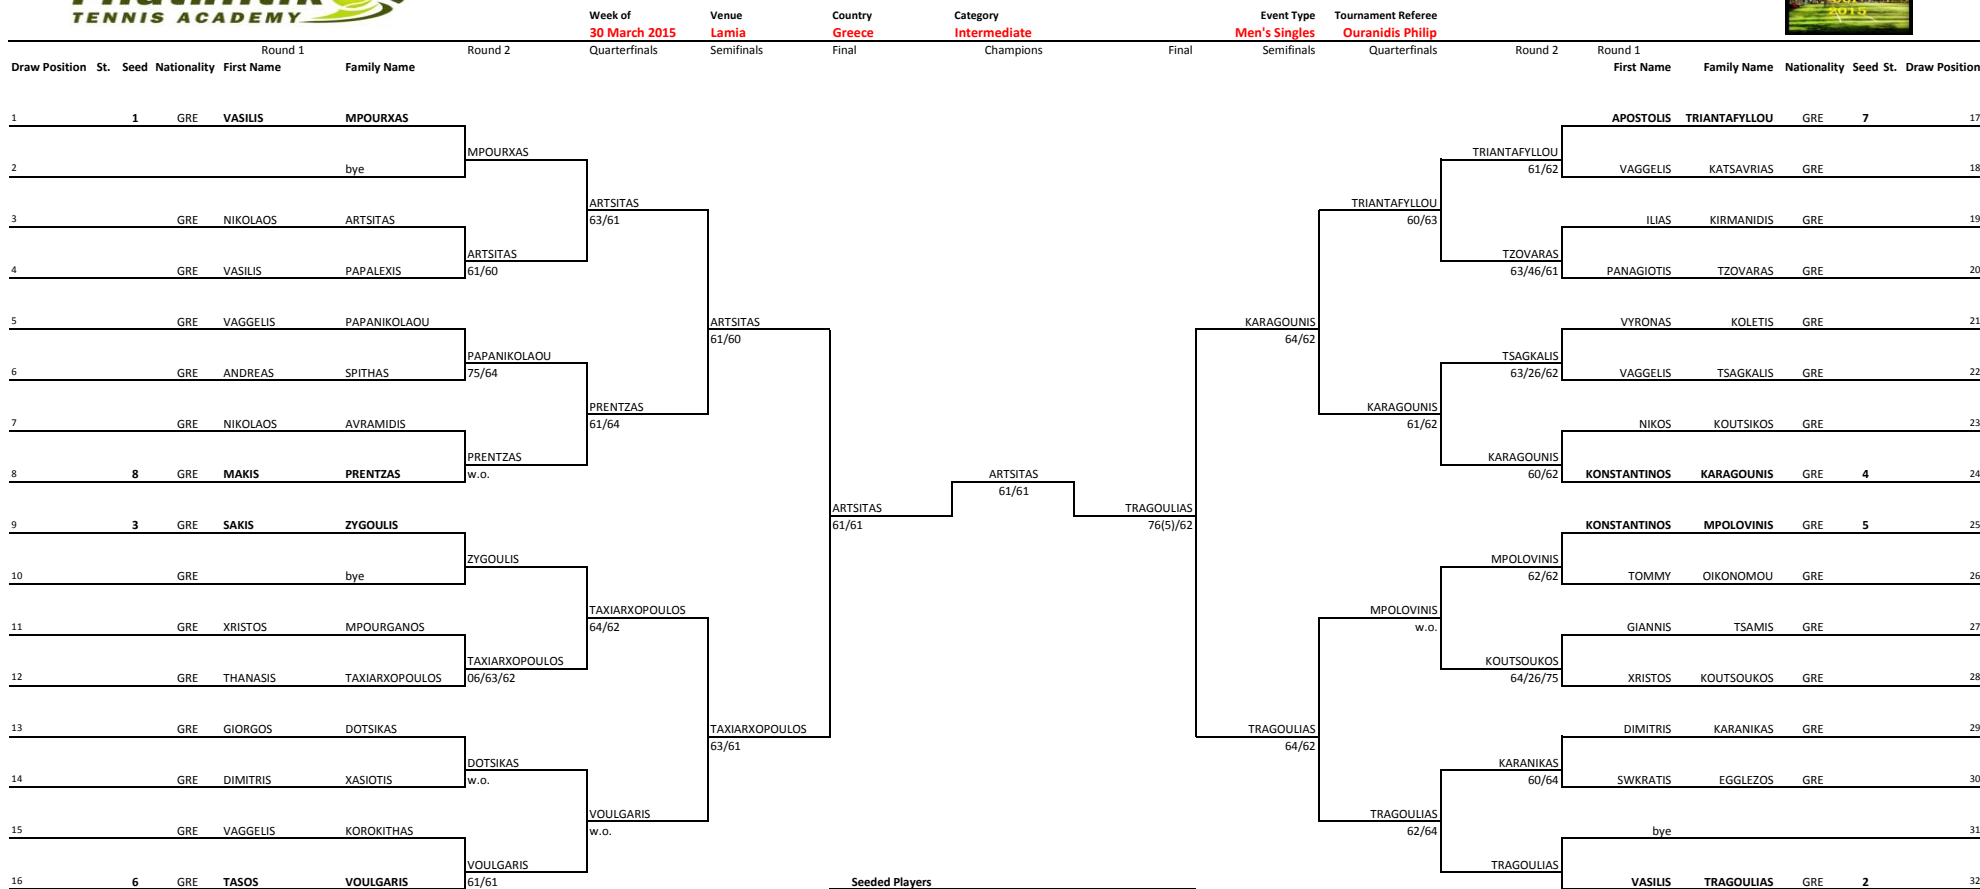 TENNIS ACADEMY
2015
Week of Venue Country Category Event Type Tournament Referee
30 March 2015 Lamia Greece Intermediate Men's Singles Ouranidis Philip
Round 1 Round 2 Quarterfinals Semifinals Final Champions Final Semifinals Quarterfinals Round 2 Round 1
Draw Position St. Seed Nationality First Name Family Name First Name Family Name Nationality Seed St. Draw Position
1 1 GRE VASILIS MPOURXAS APOSTOLIS TRIANTAFYLLOU GRE 7 17
MPOURXAS TRIANTAFYLLOU
2 bye 61/62 VAGGELIS KATSAVRIAS GRE 18
ARTSITAS TRIANTAFYLLOU
3 GRE NIKOLAOS ARTSITAS 63/61 60/63 ILIAS KIRMANIDIS GRE 19
ARTSITAS TZOVARAS
4 GRE VASILIS PAPALEXIS 61/60 63/46/61 PANAGIOTIS TZOVARAS GRE 20
5 GRE VAGGELIS PAPANIKOLAOU ARTSITAS KARAGOUNIS VYRONAS KOLETIS GRE 21
61/60 64/62
PAPANIKOLAOU TSAGKALIS
6 GRE ANDREAS SPITHAS 75/64 63/26/62 VAGGELIS TSAGKALIS GRE 22
PRENTZAS KARAGOUNIS
7 GRE NIKOLAOS AVRAMIDIS 61/64 61/62 NIKOS KOUTSIKOS GRE 23
PRENTZAS KARAGOUNIS
8 8 GRE MAKIS PRENTZAS w.o. ARTSITAS 60/62 KONSTANTINOS KARAGOUNIS GRE 4 24
61/61
ARTSITAS TRAGOULIAS
9 3 GRE SAKIS ZYGOULIS 61/61 76(5)/62 KONSTANTINOS MPOLOVINIS GRE 5 25
ZYGOULIS MPOLOVINIS
10 GRE bye 62/62 TOMMY OIKONOMOU GRE 26
TAXIARXOPOULOS MPOLOVINIS
11 GRE XRISTOS MPOURGANOS 64/62 w.o. GIANNIS TSAMIS GRE 27
TAXIARXOPOULOS KOUTSOUKOS
12 GRE THANASIS TAXIARXOPOULOS 06/63/62 64/26/75 XRISTOS KOUTSOUKOS GRE 28
13 GRE GIORGOS DOTSIKAS TAXIARXOPOULOS TRAGOULIAS DIMITRIS KARANIKAS GRE 29
63/61 64/62
DOTSIKAS KARANIKAS
14 GRE DIMITRIS XASIOTIS w.o. 60/64 SWKRATIS EGGLEZOS GRE 30
VOULGARIS TRAGOULIAS
15 GRE VAGGELIS KOROKITHAS w.o. 62/64 bye 31
VOULGARIS TRAGOULIAS
16 6 GRE TASOS VOULGARIS 61/61 Seeded Players VASILIS TRAGOULIAS GRE 2 32